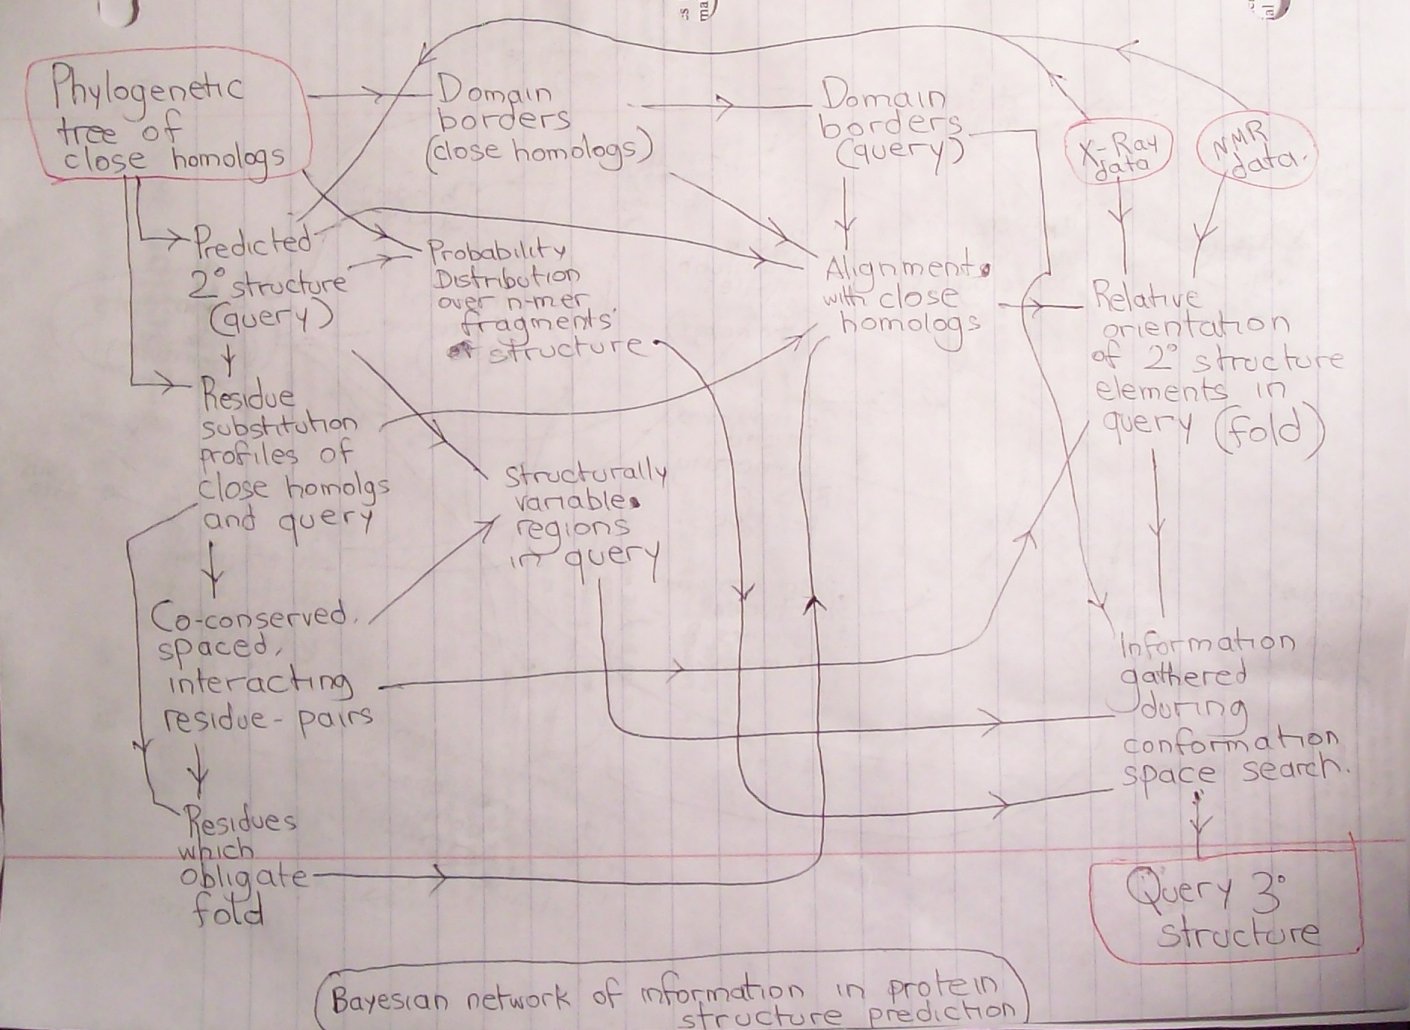 Phylogenetic
tree of
close homologs
Domain
borders
(close homologs)
Domain
borders
(query)
X-Ray
data
NMR
data.
Predicted
2° structure
(query)
Probability
Distribution
over n-mer
fragments
of structure
Alignment
with close
homologs
Relative
orientation
of 2° structure
elements in
query (fold)
Residue
substitution
profiles of
close homolgs
and query
Structurally
variable
regions
in query
Co-conserved,
spaced,
interacting
residue-pairs
Information
gathered
during
conformation
space search.
Residues
which
obligate
fold
Query 3°
structure
Bayesian network of information in protein
structure prediction